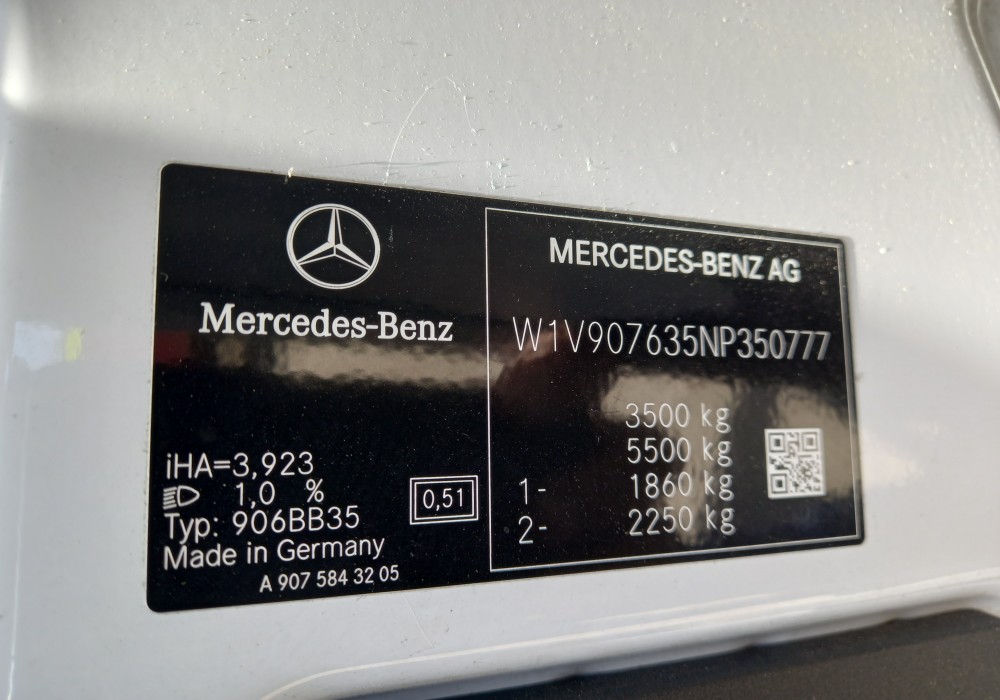 Mercedes-Benz
iHA=3,923
1,0 %
Typ: 906BB35
Made in Germany
A 907 584 32 05
0,51
MERCEDES-BENZ AG
W1V907635NP350777
3500 kg
5500 kg
1- 1860 kg
2- 2250 kg